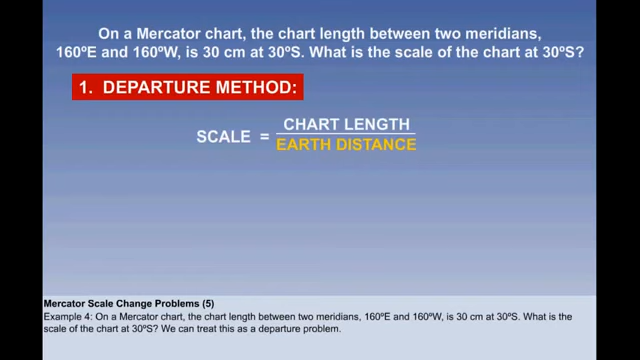 On a Mercator chart, the chart length between two meridians,
160ºE and 160ºW, is 30 cm at 30ºS. What is the scale of the chart at 30ºS?
1. DEPARTURE METHOD:
SCALE = CHART LENGTH
EARTH DISTANCE
Mercator Scale Change Problems (5)
Example 4: On a Mercator chart, the chart length between two meridians, 160ºE and 160ºW, is 30 cm at 30ºS. What is the
scale of the chart at 30ºS? We can treat this as a departure problem.